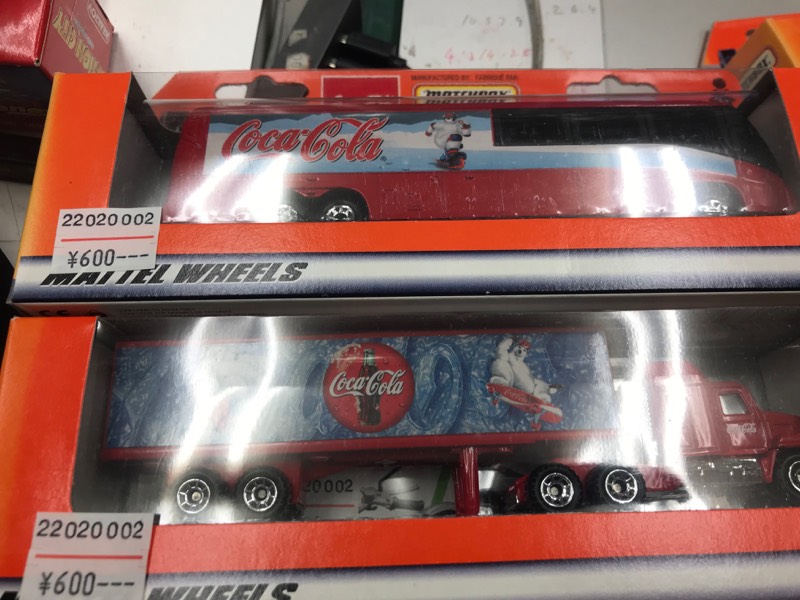 MANUFACTURED BY / FABRIQUÉ PAR:
MATCHBOX
Coca-Cola
22020002
¥600---
MATTEL WHEELS
Coca-Cola
20002
22020002
¥600---
WHEELS